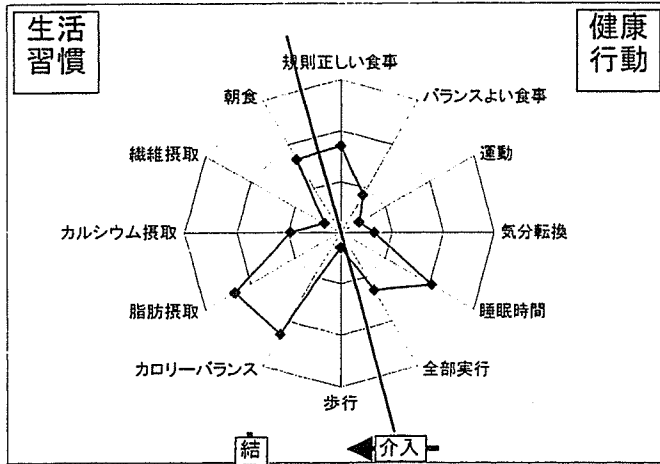 生活
習慣
健康
行動
規則正しい食事
朝食
バランスよい食事
繊維摂取
運動
カルシウム摂取
気分転換
脂肪摂取
睡眠時間
カロリーバランス
全部実行
歩行
結
介入